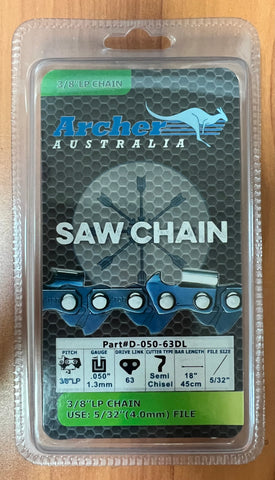 3/8"LP CHAIN
Archer
AUSTRALIA
SAW CHAIN
Part#D-050-63DL
PITCH GAUGE DRIVE LINK CUTTER TYPE BAR LENGTH FILE SIZE
÷2 .050" 63 Semi 18" 5/32"
3/8"LP 1.3mm Chisel 45cm
3/8"LP CHAIN
USE: 5/32"(4.0mm) FILE